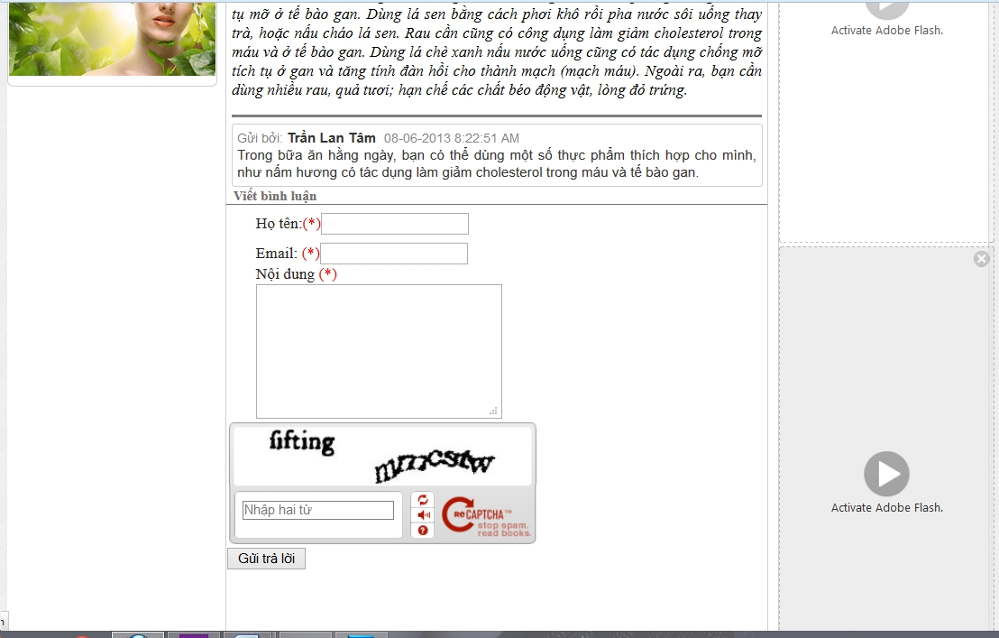 tụ mỡ ở tế bào gan. Dùng lá sen bằng cách phơi khô rồi pha nước sôi uống thay
trà, hoặc nấu cháo lá sen. Rau cần cũng có công dụng làm giảm cholesterol trong
máu và ở tế bào gan. Dùng lá chè xanh nấu nước uống cũng có tác dụng chống mỡ
tích tụ ở gan và tăng tính đàn hồi cho thành mạch (mạch máu). Ngoài ra, bạn cần
dùng nhiều rau, quả tươi; hạn chế các chất béo động vật, lòng đỏ trứng.
Gửi bởi: Trần Lan Tâm 08-06-2013 8:22:51 AM
Trong bữa ăn hằng ngày, bạn có thể dùng một số thực phẩm thích hợp cho mình,
như nấm hương có tác dụng làm giảm cholesterol trong máu và tế bào gan.
Viết bình luận
Họ tên:(*)
Email: (*)
Nội dung (*)
Nhập hai từ
reCAPTCHA™
stop spam.
read books.
Gửi trả lời
Activate Adobe Flash.
Activate Adobe Flash.